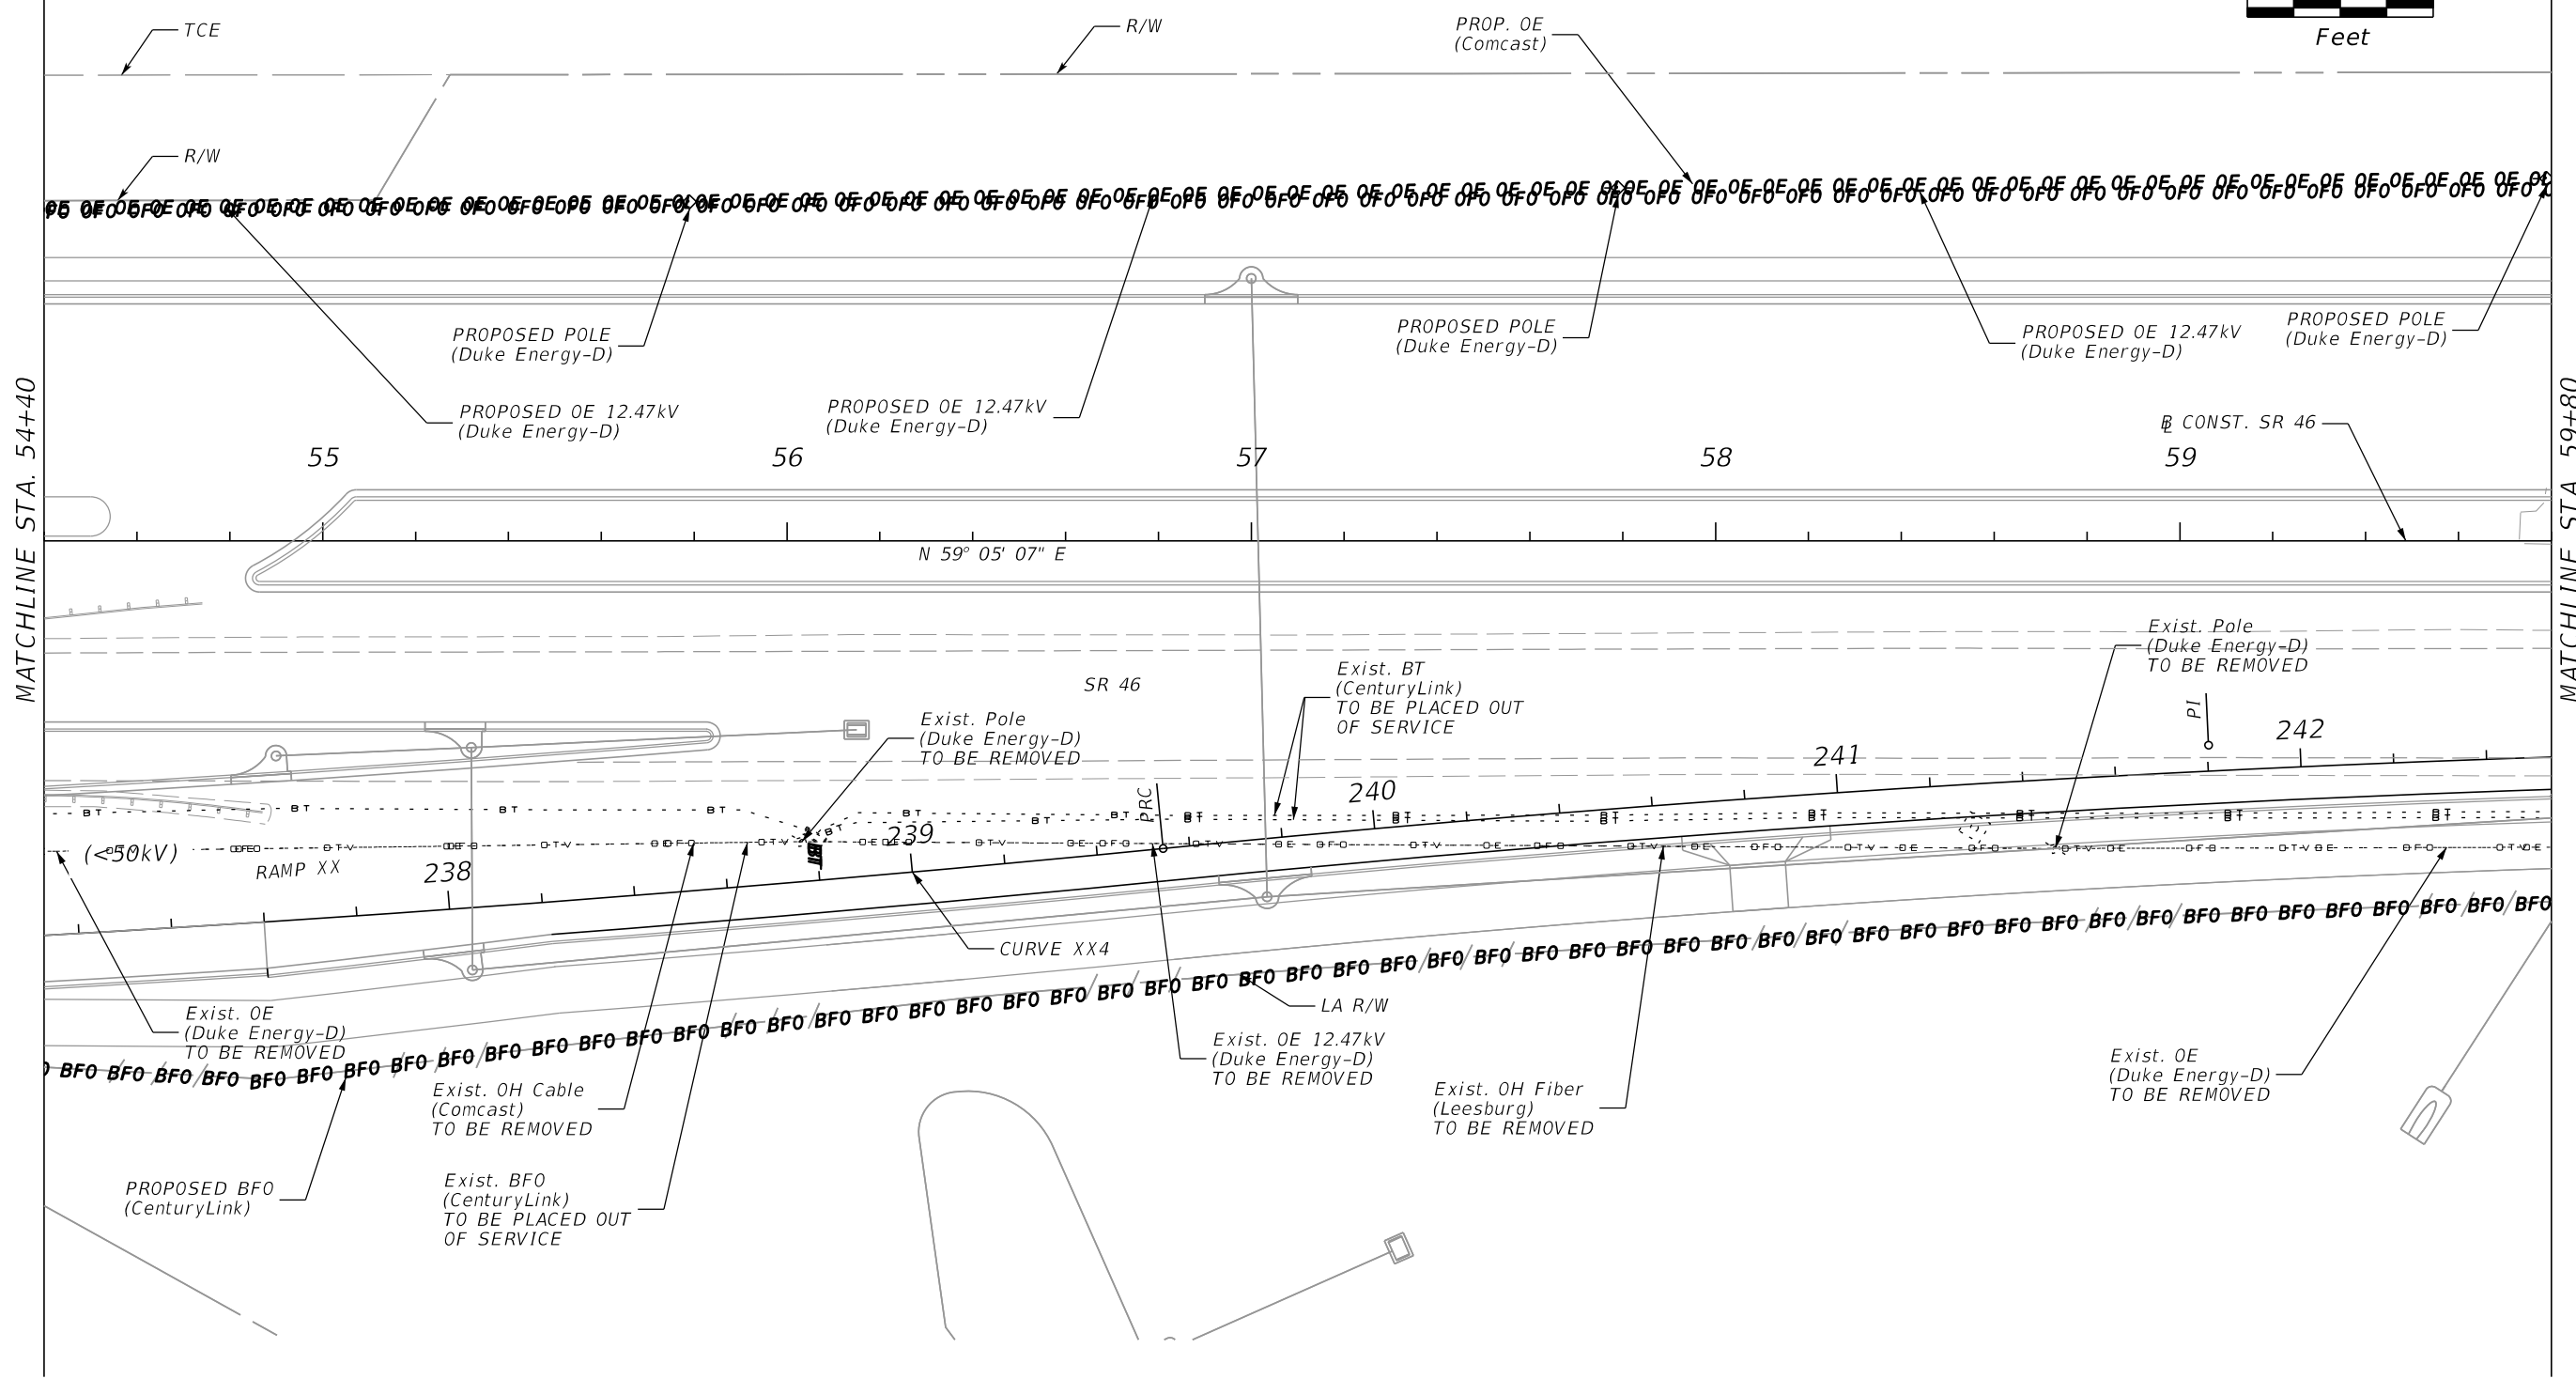 TCE
R/W
PROP. OE
(Comcast)
Feet
R/W
PROPOSED POLE
(Duke Energy-D)
PROPOSED POLE
(Duke Energy-D)
PROPOSED OE 12.47kV
(Duke Energy-D)
PROPOSED POLE
(Duke Energy-D)
PROPOSED OE 12.47kV
(Duke Energy-D)
PROPOSED OE 12.47kV
(Duke Energy-D)
CONST. SR 46
MATCHLINE STA. 54+40
MATCHLINE STA. 59+80
55
56
57
58
59
N 59° 05' 07" E
SR 46
Exist. BT
(CenturyLink)
TO BE PLACED OUT
OF SERVICE
Exist. Pole
(Duke Energy-D)
TO BE REMOVED
Exist. Pole
(Duke Energy-D)
TO BE REMOVED
PI
PRC
238
239
240
241
242
(<50kV)
RAMP XX
CURVE XX4
LA R/W
Exist. OE
(Duke Energy-D)
TO BE REMOVED
Exist. OE 12.47kV
(Duke Energy-D)
TO BE REMOVED
Exist. OE
(Duke Energy-D)
TO BE REMOVED
Exist. OH Cable
(Comcast)
TO BE REMOVED
Exist. OH Fiber
(Leesburg)
TO BE REMOVED
PROPOSED BFO
(CenturyLink)
Exist. BFO
(CenturyLink)
TO BE PLACED OUT
OF SERVICE